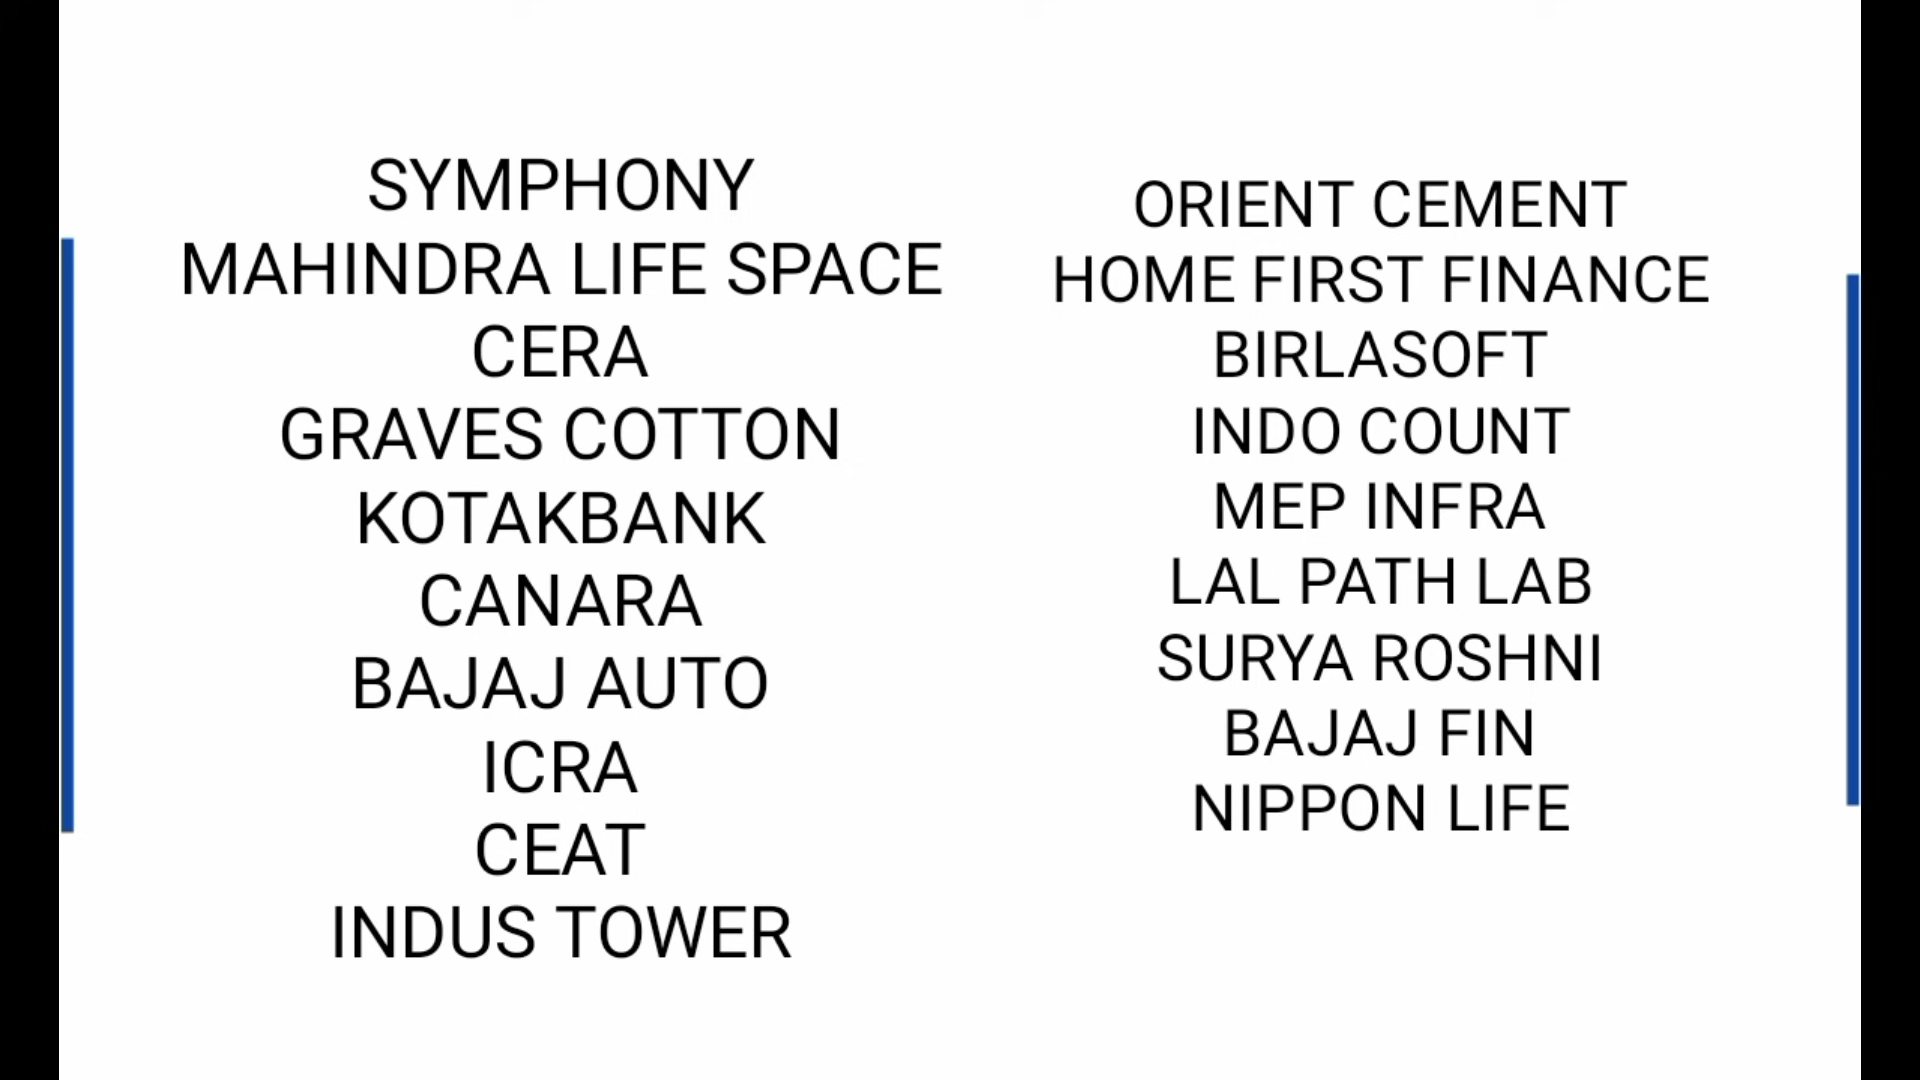 SYMPHONY
MAHINDRA LIFE SPACE
CERA
GRAVES COTTON
KOTAKBANK
CANARA
BAJAJ AUTO
ICRA
CEAT
INDUS TOWER
ORIENT CEMENT
HOME FIRST FINANCE
BIRLASOFT
INDO COUNT
MEP INFRA
LAL PATH LAB
SURYA ROSHNI
BAJAJ FIN
NIPPON LIFE